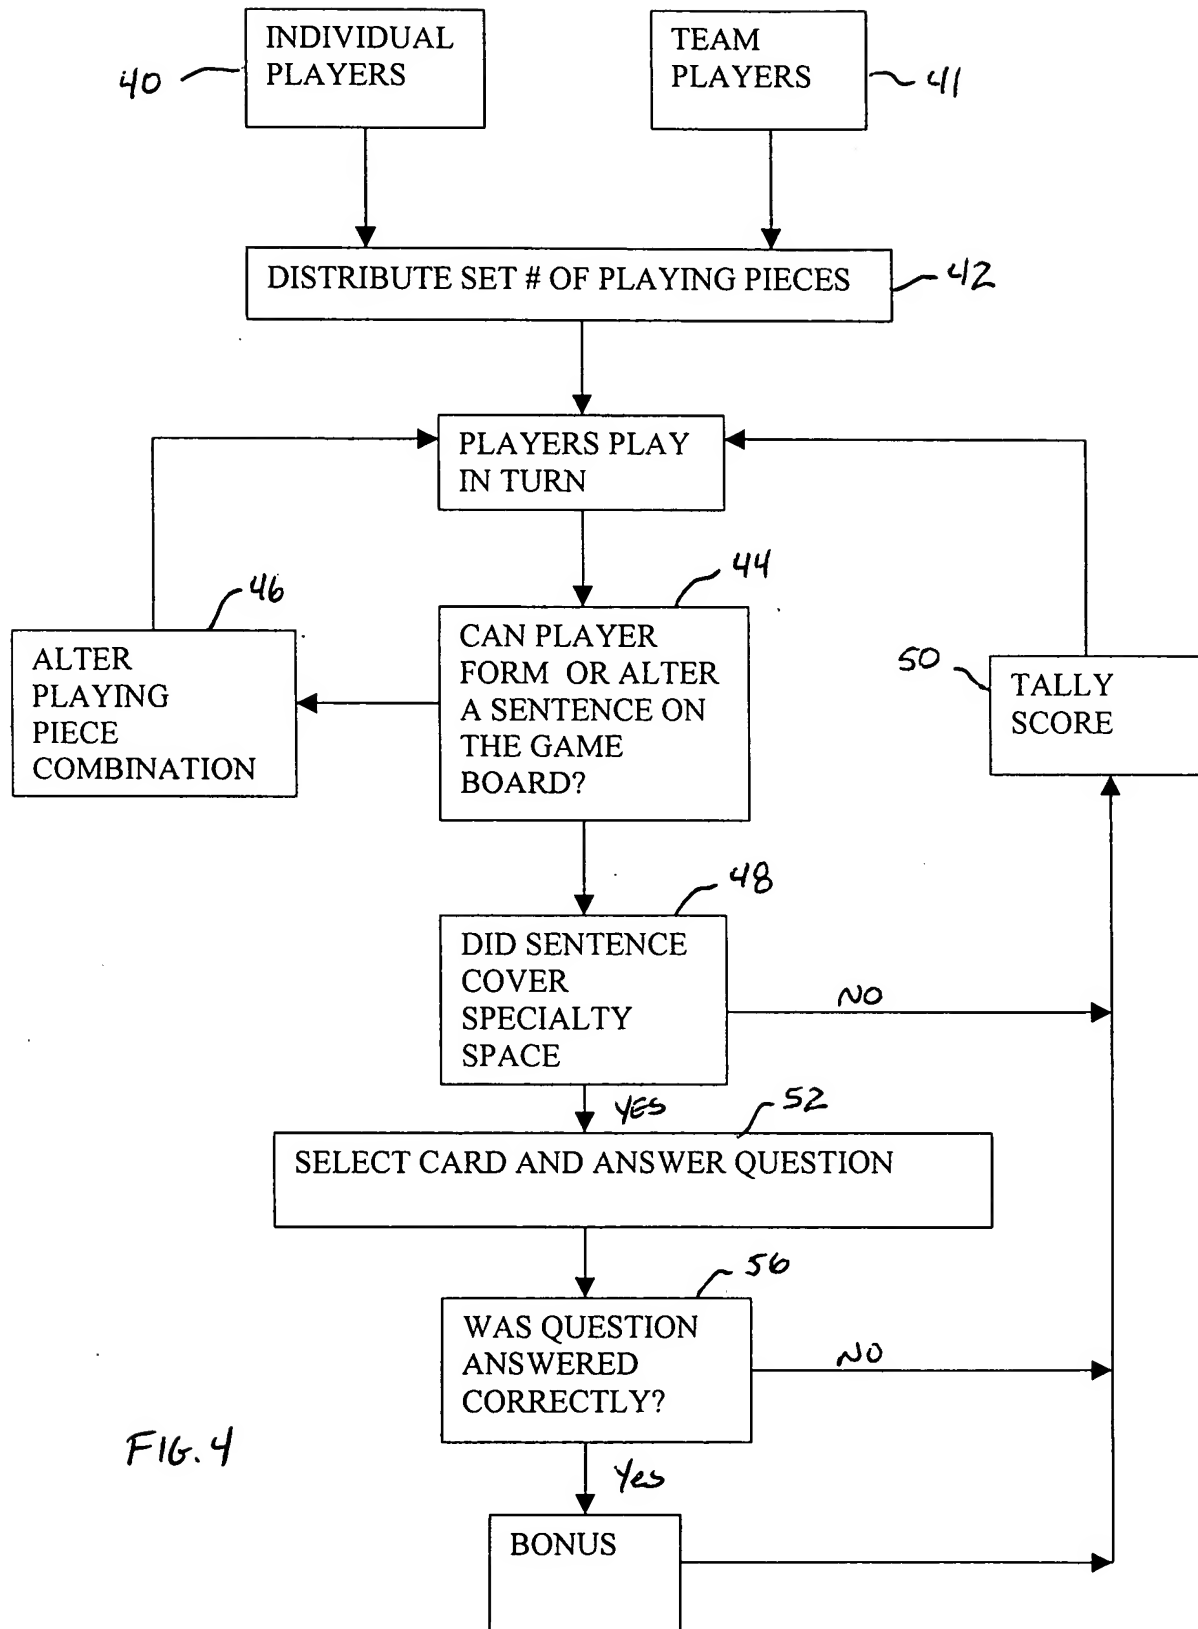 INDIVIDUAL
PLAYERS
40
TEAM
PLAYERS
41
DISTRIBUTE SET # OF PLAYING PIECES
42
PLAYERS PLAY
IN TURN
44
CAN PLAYER
FORM OR ALTER
A SENTENCE ON
THE GAME
BOARD?
46
ALTER
PLAYING
PIECE
COMBINATION
50
TALLY
SCORE
48
DID SENTENCE
COVER
SPECIALTY
SPACE
NO
YES
52
SELECT CARD AND ANSWER QUESTION
56
WAS QUESTION
ANSWERED
CORRECTLY?
NO
Yes
BONUS
FIG. 4